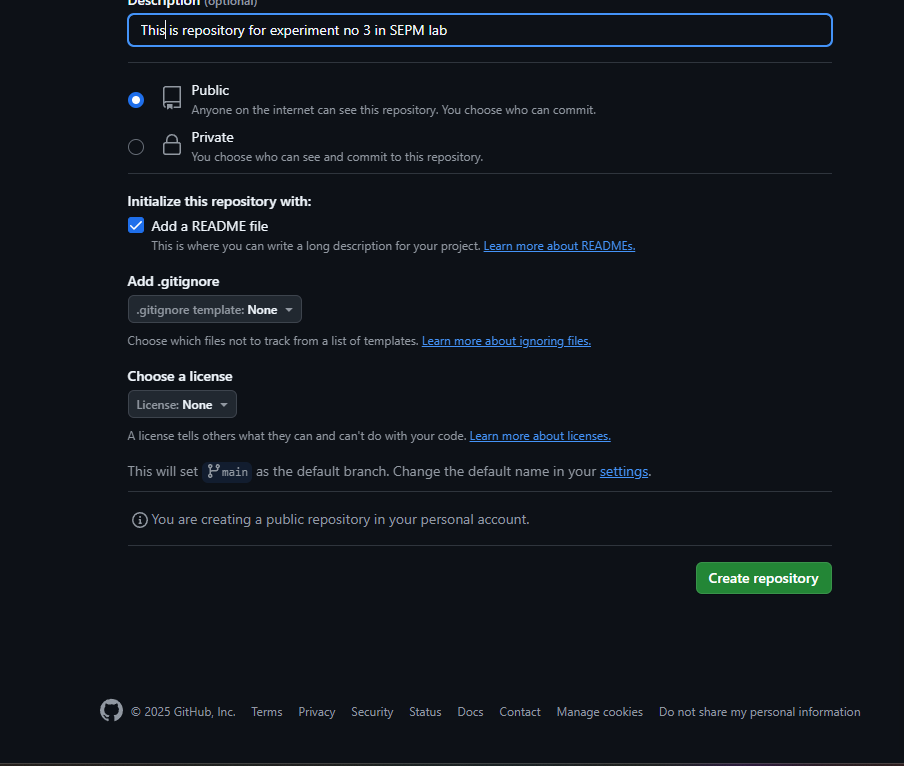 Description (optional)
This is repository for experiment no 3 in SEPM lab
Public
Anyone on the internet can see this repository. You choose who can commit.
Private
You choose who can see and commit to this repository.
Initialize this repository with:
Add a README file
This is where you can write a long description for your project. Learn more about READMEs.
Add .gitignore
.gitignore template: None
Choose which files not to track from a list of templates. Learn more about ignoring files.
Choose a license
License: None
A license tells others what they can and can't do with your code. Learn more about licenses.
This will set main as the default branch. Change the default name in your settings.
You are creating a public repository in your personal account.
Create repository
© 2025 GitHub, Inc. Terms Privacy Security Status Docs Contact Manage cookies Do not share my personal information